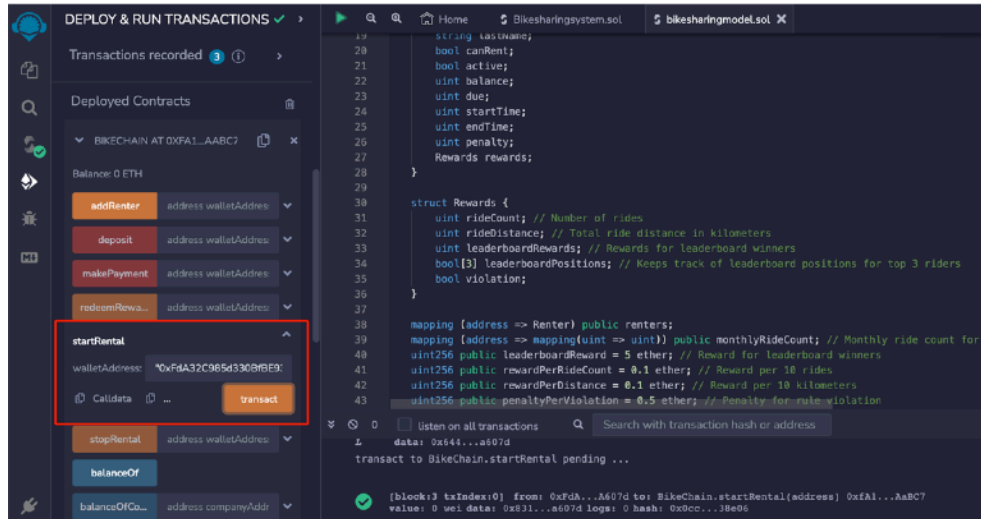 DEPLOY & RUN TRANSACTIONS
Transactions recorded 3 i
Deployed Contracts
BIKECHAIN AT 0XFA1...AABC7
Balance: 0 ETH
addRenter address walletAddres
deposit address walletAddres
makePayment address walletAddres
redeemRewa... address walletAddres
startRental
walletAddress: "0xFdA32C985d330BfBE9
Calldata ...
transact
stopRental address walletAddres
balanceOf
balanceOfCo... address companyAddr
Home Bikesharingsystem.sol bikesharingmodel.sol
19 string lastName;
20 bool canRent;
21 bool active;
22 uint balance;
23 uint due;
24 uint startTime;
25 uint endTime;
26 uint penalty;
27 Rewards rewards;
28 }
29
30 struct Rewards {
31 uint rideCount; // Number of rides
32 uint rideDistance; // Total ride distance in kilometers
33 uint leaderboardRewards; // Rewards for leaderboard winners
34 bool[3] leaderboardPositions; // Keeps track of leaderboard positions for top 3 riders
35 bool violation;
36 }
37
38 mapping (address => Renter) public renters;
39 mapping (address => mapping(uint => uint)) public monthlyRideCount; // Monthly ride count for
40 uint256 public leaderboardReward = 5 ether; // Reward for leaderboard winners
41 uint256 public rewardPerRideCount = 0.1 ether; // Reward per 10 rides
42 uint256 public rewardPerDistance = 0.1 ether; // Reward per 10 kilometers
43 uint256 public penaltyPerViolation = 0.5 ether; // Penalty for rule violation
0 listen on all transactions Search with transaction hash or address
data: 0x644...a607d
transact to BikeChain.startRental pending ...
[block:3 txIndex:0] from: 0xFdA...A607d to: BikeChain.startRental(address) 0xfA1...AaBC7
value: 0 wei data: 0x831...a607d logs: 0 hash: 0x0cc...38e06